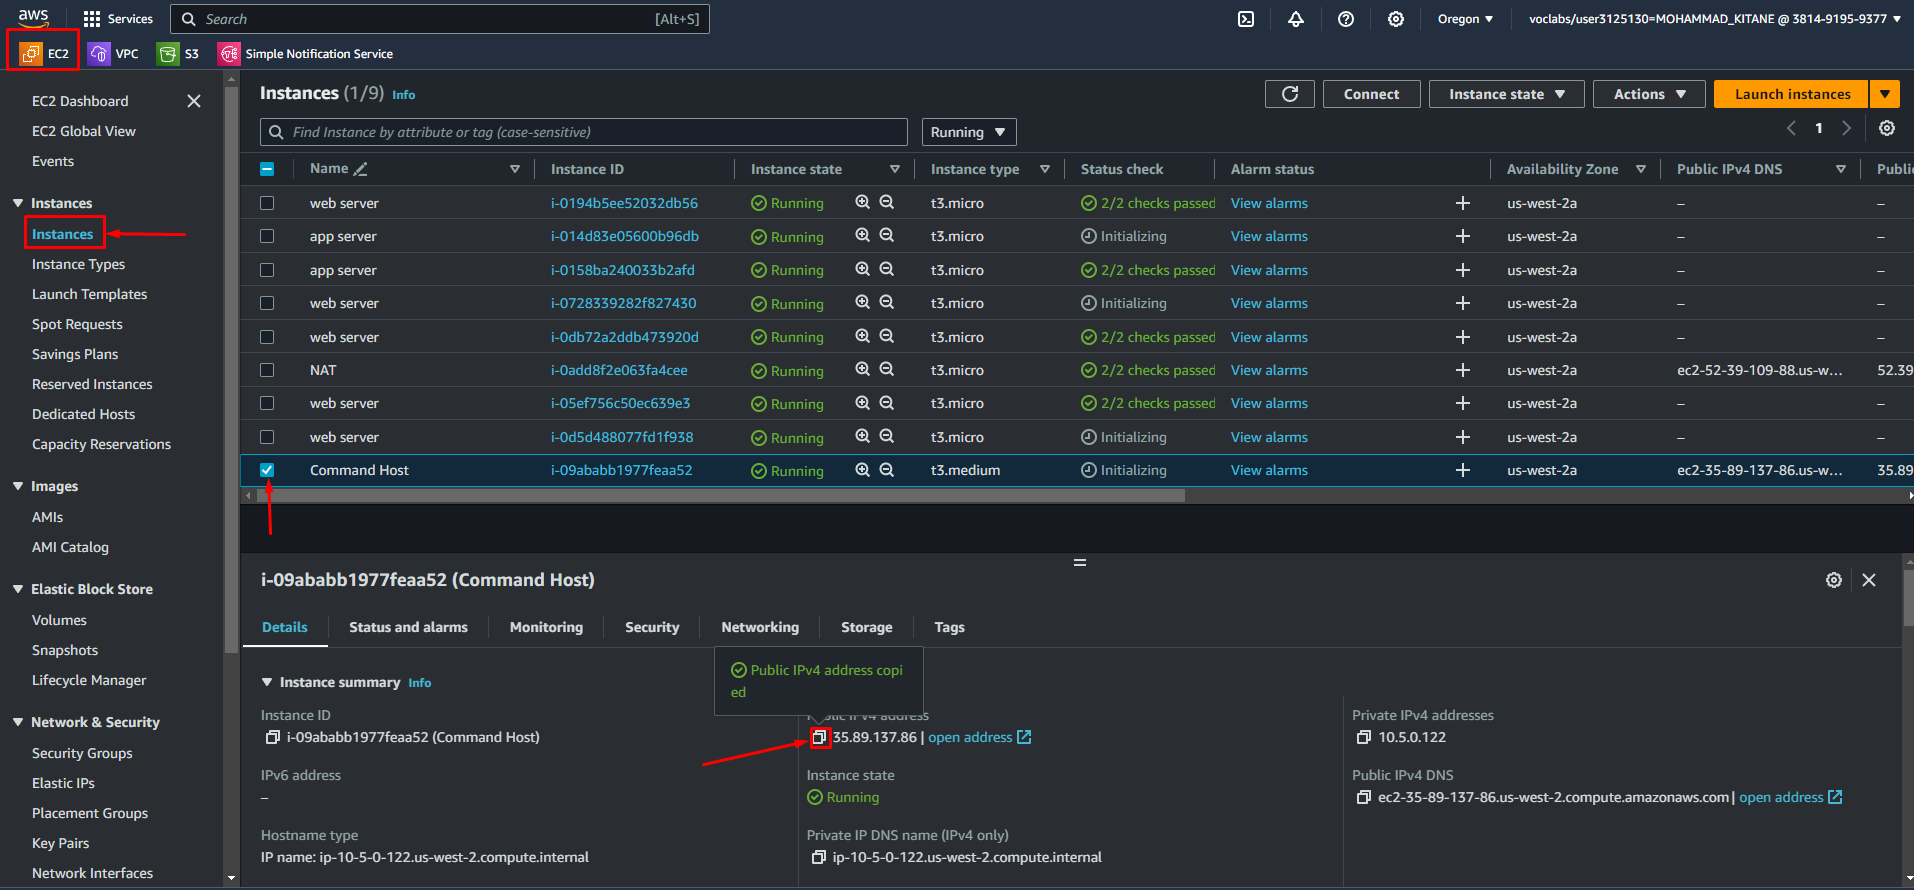 aws
Services
Search
[Alt+S]
Oregon
voclabs/user3125130=MOHAMMAD_KITANE @ 3814-9195-9377
EC2
VPC
S3
Simple Notification Service
EC2 Dashboard
EC2 Global View
Events
Instances
Instances
Instance Types
Launch Templates
Spot Requests
Savings Plans
Reserved Instances
Dedicated Hosts
Capacity Reservations
Images
AMIs
AMI Catalog
Elastic Block Store
Volumes
Snapshots
Lifecycle Manager
Network & Security
Security Groups
Elastic IPs
Placement Groups
Key Pairs
Network Interfaces
Instances (1/9) Info
Connect
Instance state
Actions
Launch instances
Find Instance by attribute or tag (case-sensitive)
Running
1
Name Instance ID Instance state Instance type Status check Alarm status Availability Zone Public IPv4 DNS Publi
web server i-0194b5ee52032db56 Running t3.micro 2/2 checks passed View alarms + us-west-2a – –
app server i-014d83e05600b96db Running t3.micro Initializing View alarms + us-west-2a – –
app server i-0158ba240033b2afd Running t3.micro 2/2 checks passed View alarms + us-west-2a – –
web server i-0728339282f827430 Running t3.micro Initializing View alarms + us-west-2a – –
web server i-0db72a2ddb473920d Running t3.micro 2/2 checks passed View alarms + us-west-2a – –
NAT i-0add8f2e063fa4cee Running t3.micro 2/2 checks passed View alarms + us-west-2a ec2-52-39-109-88.us-w... 52.39
web server i-05ef756c50ec639e3 Running t3.micro 2/2 checks passed View alarms + us-west-2a – –
web server i-0d5d488077fd1f938 Running t3.micro Initializing View alarms + us-west-2a – –
Command Host i-09ababb1977feaa52 Running t3.medium Initializing View alarms + us-west-2a ec2-35-89-137-86.us-w... 35.89
i-09ababb1977feaa52 (Command Host)
Details
Status and alarms
Monitoring
Security
Networking
Storage
Tags
Public IPv4 address copi
ed
Instance summary Info
Instance ID
i-09ababb1977feaa52 (Command Host)
IPv6 address
–
Hostname type
IP name: ip-10-5-0-122.us-west-2.compute.internal
Public IPv4 address
35.89.137.86 | open address
Instance state
Running
Private IP DNS name (IPv4 only)
ip-10-5-0-122.us-west-2.compute.internal
Private IPv4 addresses
10.5.0.122
Public IPv4 DNS
ec2-35-89-137-86.us-west-2.compute.amazonaws.com | open address